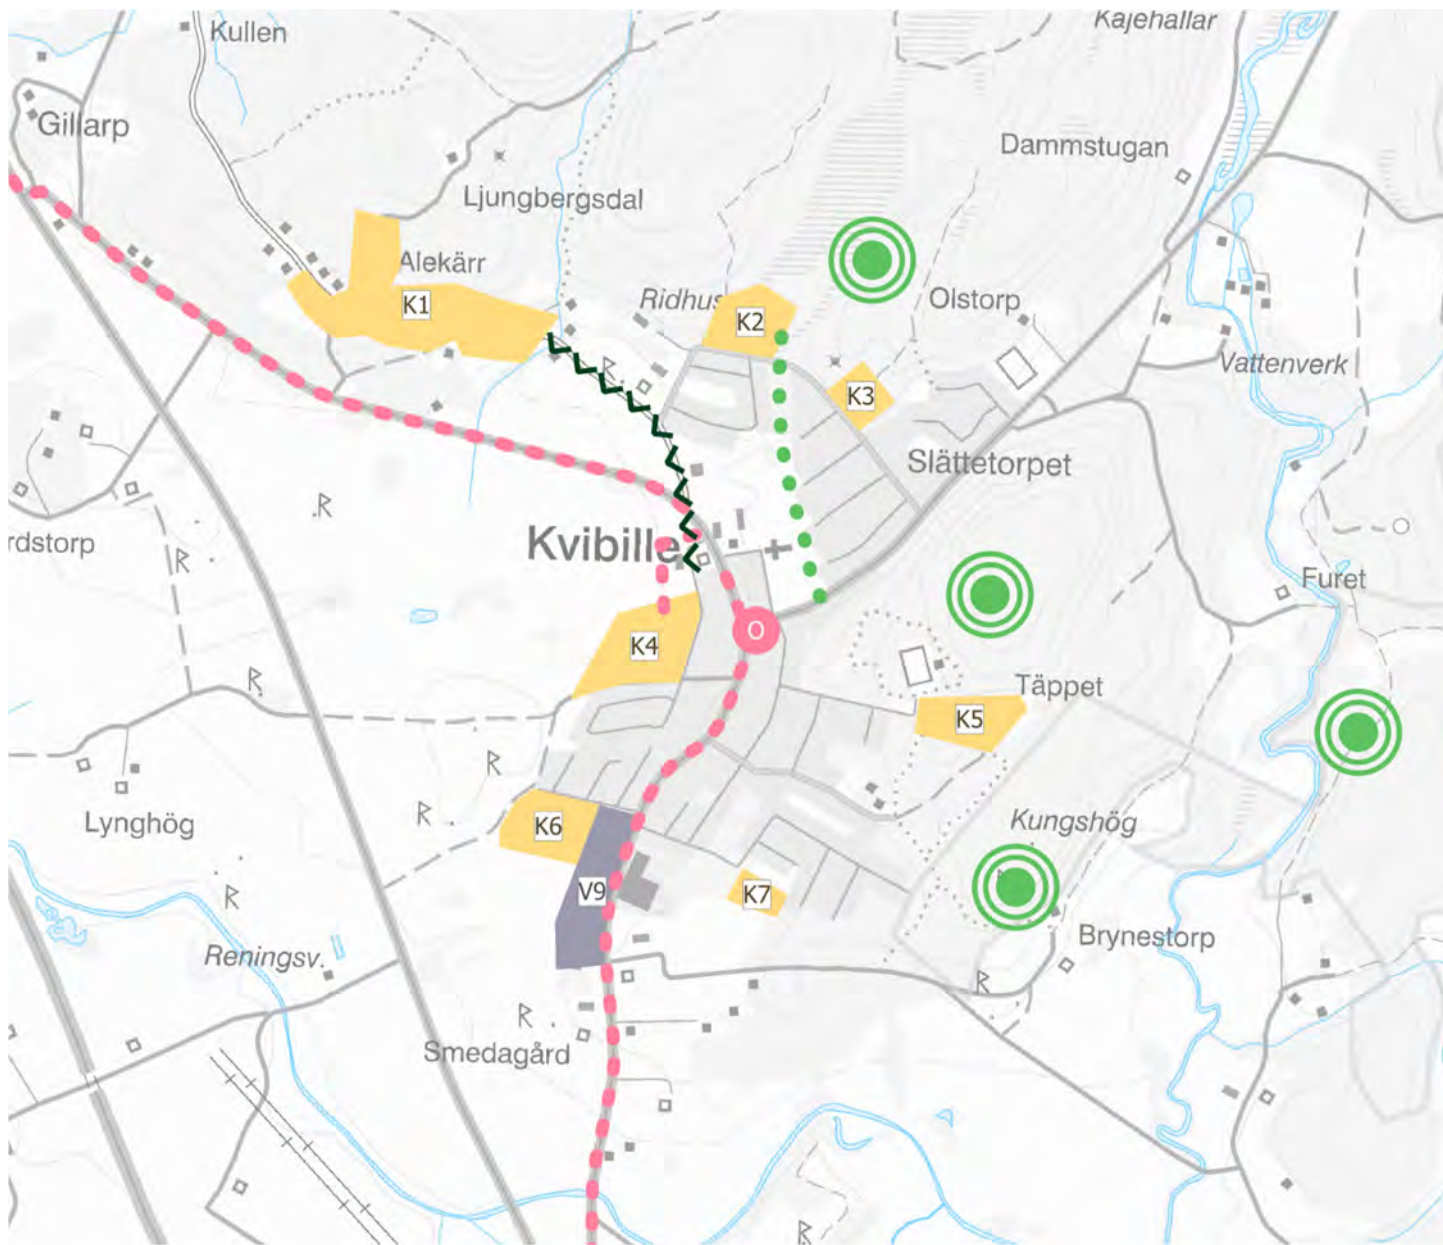 Kullen
Kajehallar
Gillarp
Dammstugan
Ljungbergsdal
Alekärr
K1
Ridhus
K2
Olstorp
Vattenverk
K3
R
Slättetorpet
R
rdstorp
R
Kvibille
Furet
O
K4
R
Täppet
K5
R
R
Lynghög
K6
Kungshög
V9
K7
R
Brynestorp
Reningsv.
R
R
Smedagård
R